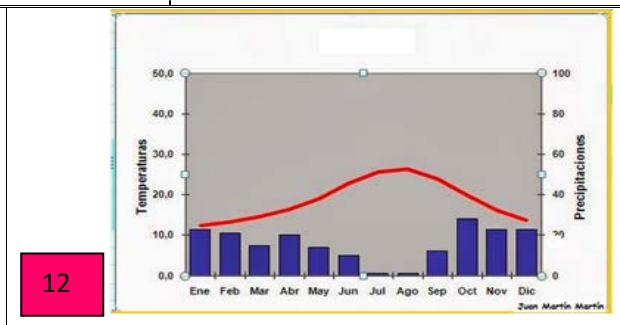 50,0 100
40,0 80
30,0 60
20,0 40
10,0
0,0 0
Temperaturas
Precipitaciones
Ene Feb Mar Abr May Jun Jul Ago Sep Oct Nov Dic
12
Juan Martín Martín